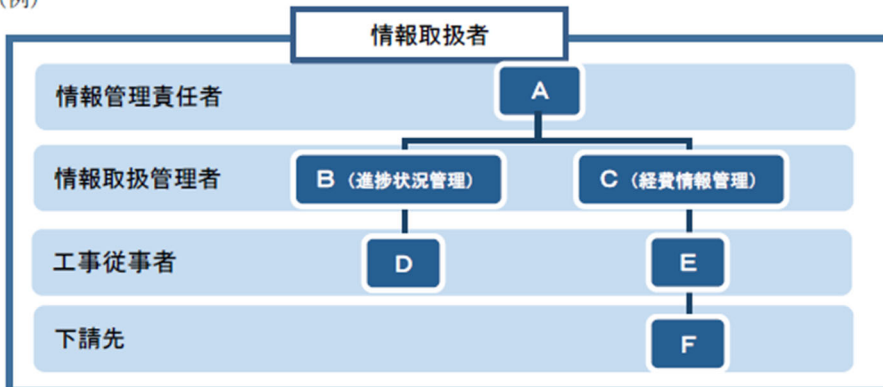 (例)
情報取扱者
情報管理責任者
A
情報取扱管理者
B（進捗状況管理）
C（経費情報管理）
工事従事者
D
E
下請先
F